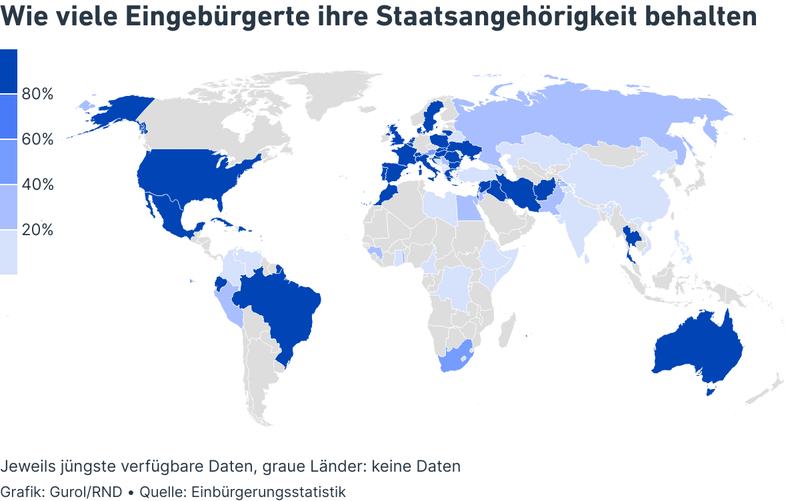 Wie viele Eingebürgerte ihre Staatsangehörigkeit behalten
80%
60%
40%
20%
Jeweils jüngste verfügbare Daten, graue Länder: keine Daten
Grafik: Gurol/RND • Quelle: Einbürgerungsstatistik